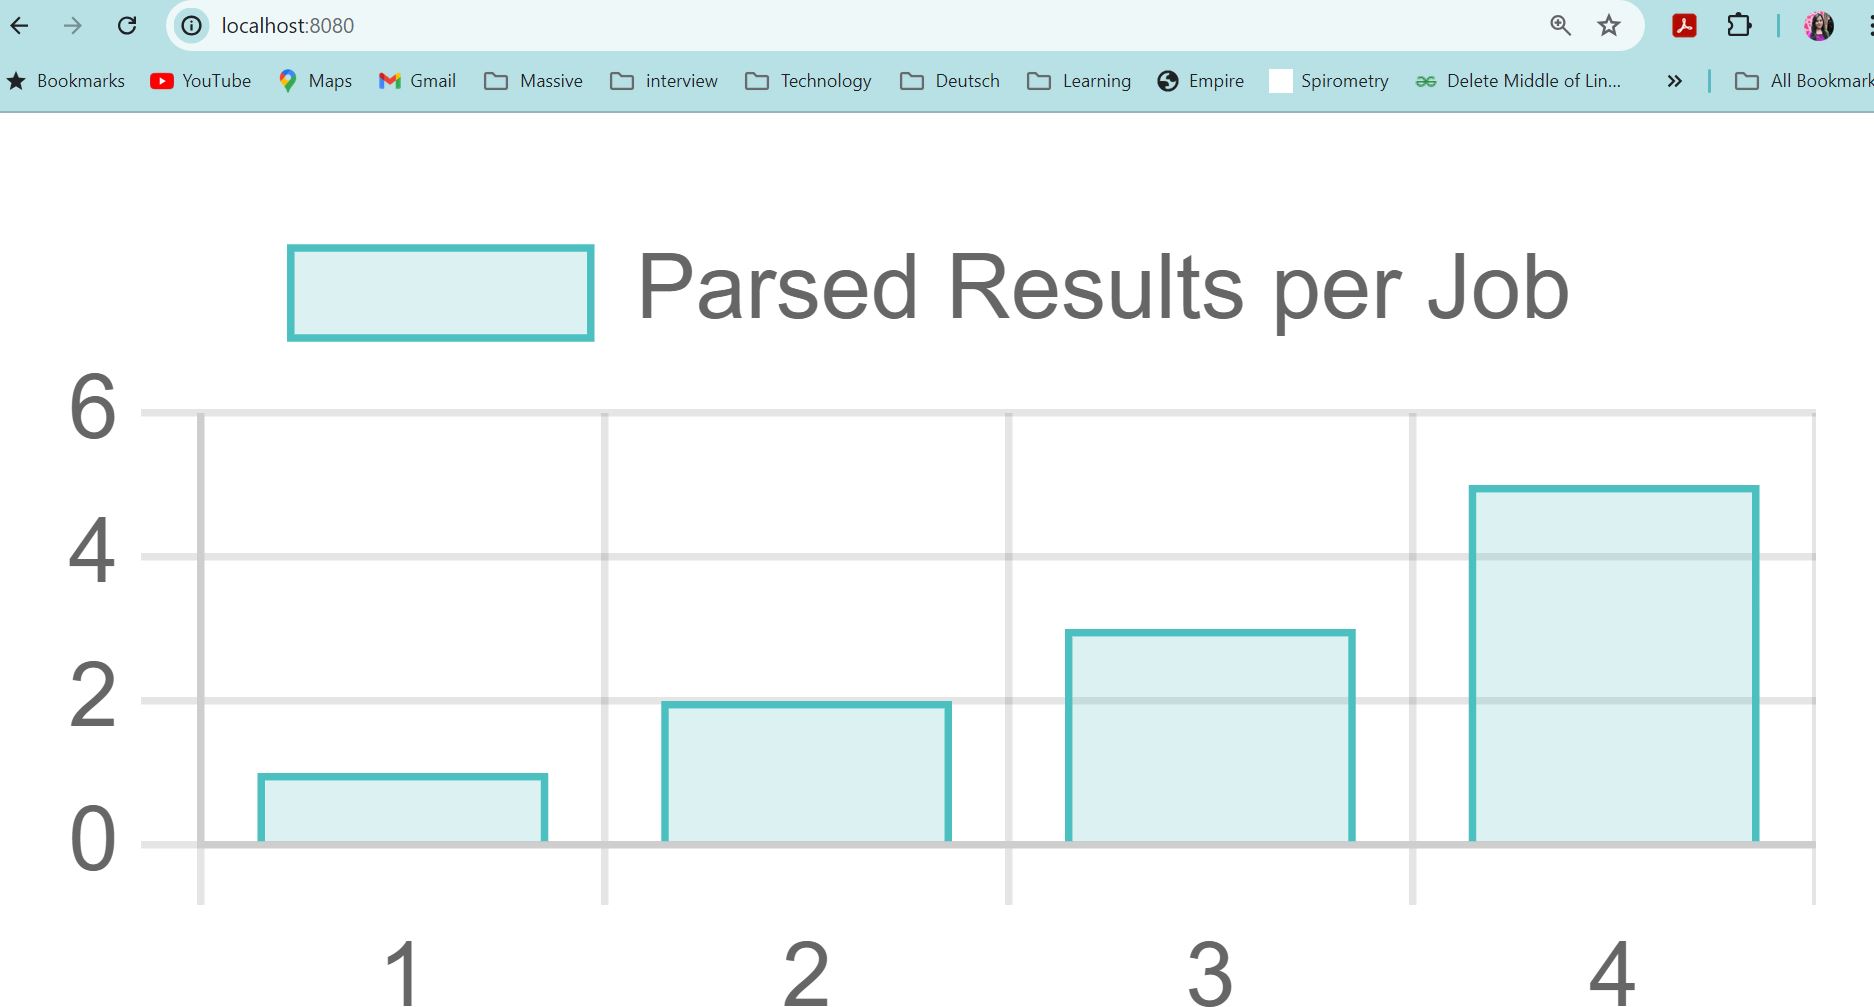 localhost:8080
Bookmarks YouTube Maps Gmail Massive interview Technology Deutsch Learning Empire Spirometry Delete Middle of Lin... » All Bookmark
Parsed Results per Job
6
4
2
0
1 2 3 4